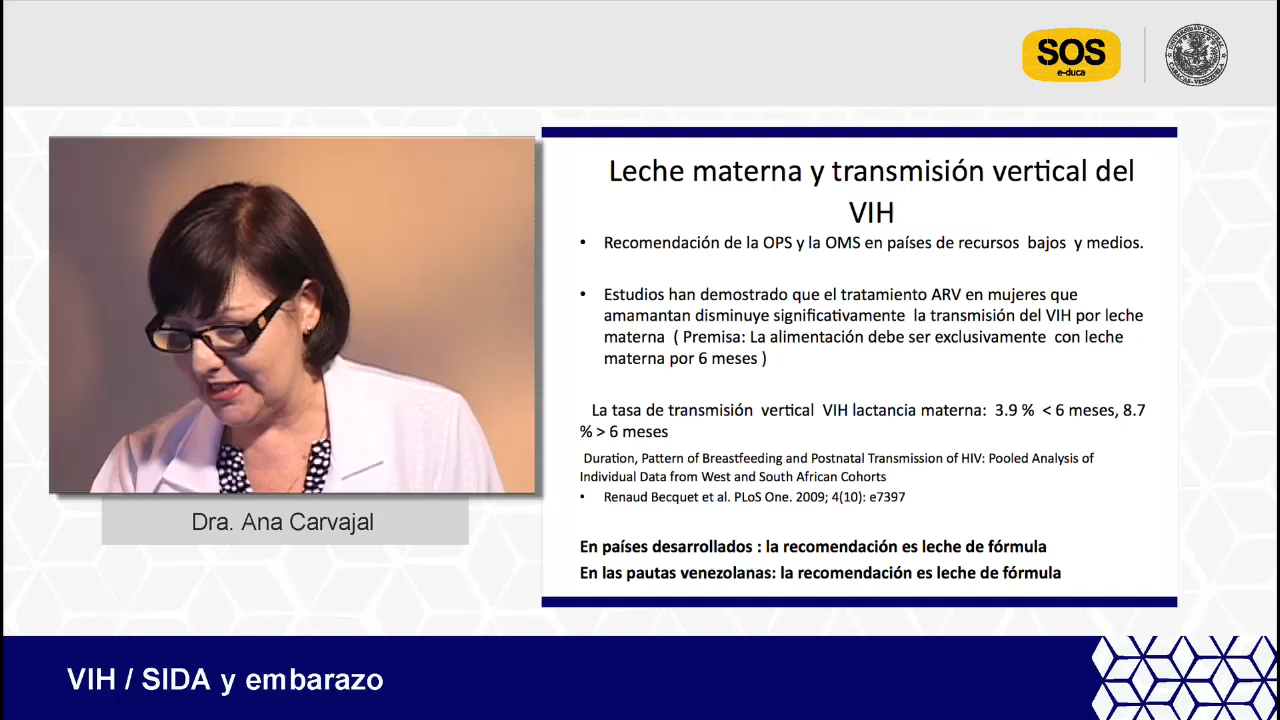 SOS
e-duca
UNIVERSIDAD CENTRAL
CARACAS-VENEZUELA
Leche materna y transmisión vertical del
VIH
• Recomendación de la OPS y la OMS en países de recursos bajos y medios.
• Estudios han demostrado que el tratamiento ARV en mujeres que
amamantan disminuye significativamente la transmisión del VIH por leche
materna ( Premisa: La alimentación debe ser exclusivamente con leche
materna por 6 meses )
La tasa de transmisión vertical VIH lactancia materna: 3.9 % < 6 meses, 8.7
% > 6 meses
Duration, Pattern of Breastfeeding and Postnatal Transmission of HIV: Pooled Analysis of
Individual Data from West and South African Cohorts
• Renaud Becquet et al. PLoS One. 2009; 4(10): e7397
En países desarrollados : la recomendación es leche de fórmula
En las pautas venezolanas: la recomendación es leche de fórmula
Dra. Ana Carvajal
VIH / SIDA y embarazo